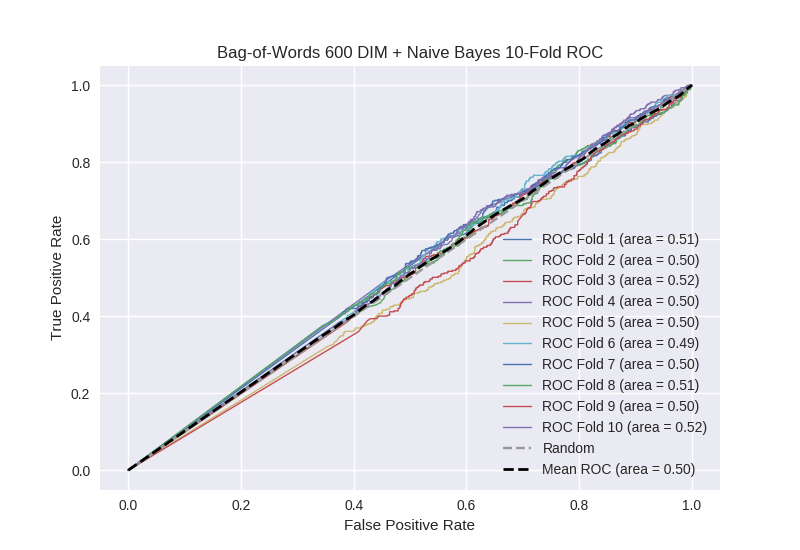 Bag-of-Words 600 DIM + Naive Bayes 10-Fold ROC
True Positive Rate
1.0
0.8
0.6
0.4
0.2
0.0
ROC Fold 1 (area = 0.51)
ROC Fold 2 (area = 0.50)
ROC Fold 3 (area = 0.52)
ROC Fold 4 (area = 0.50)
ROC Fold 5 (area = 0.50)
ROC Fold 6 (area = 0.49)
ROC Fold 7 (area = 0.50)
ROC Fold 8 (area = 0.51)
ROC Fold 9 (area = 0.50)
ROC Fold 10 (area = 0.52)
Random
Mean ROC (area = 0.50)
0.0 0.2 0.4 0.6 0.8 1.0
False Positive Rate